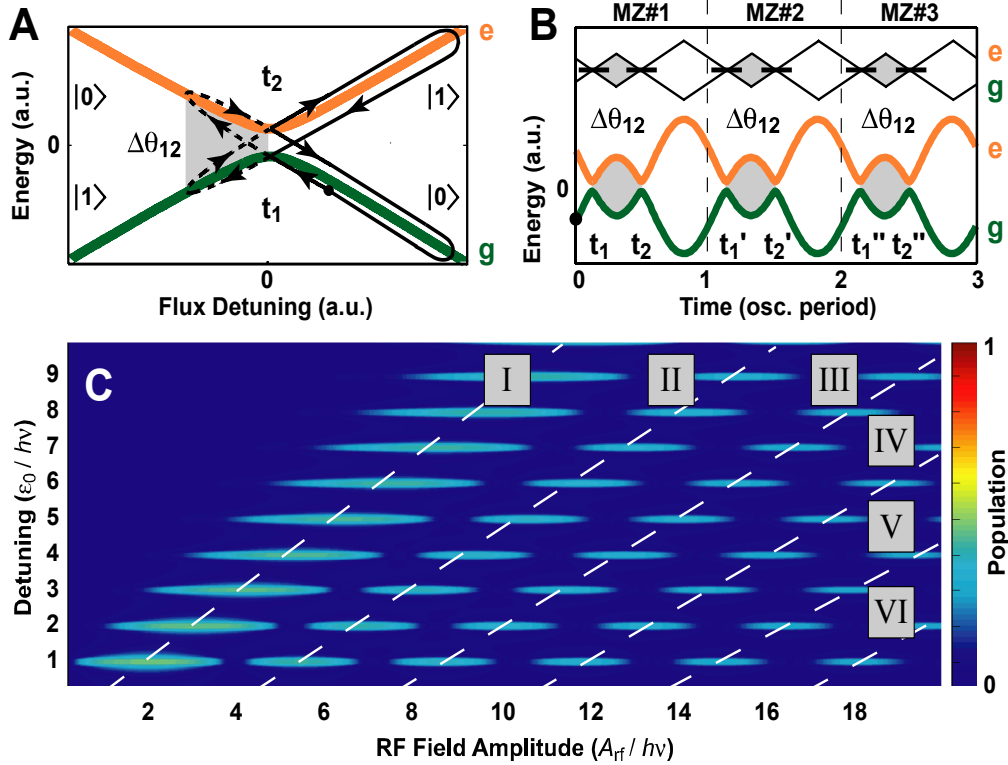 A
Energy (a.u.)
0
|0⟩
|1⟩
Δθ12
t2
t1
|1⟩
|0⟩
e
g
0
Flux Detuning (a.u.)
B
MZ#1 MZ#2 MZ#3
e
g
Δθ12 Δθ12 Δθ12
e
g
Energy (a.u.)
0
t1 t2 t1' t2' t1'' t2''
0 1 2 3
Time (osc. period)
C
Detuning (ε0 / hν)
9
8
7
6
5
4
3
2
1
I II III
IV
V
VI
2 4 6 8 10 12 14 16 18
RF Field Amplitude (Arf / hν)
1
Population
0